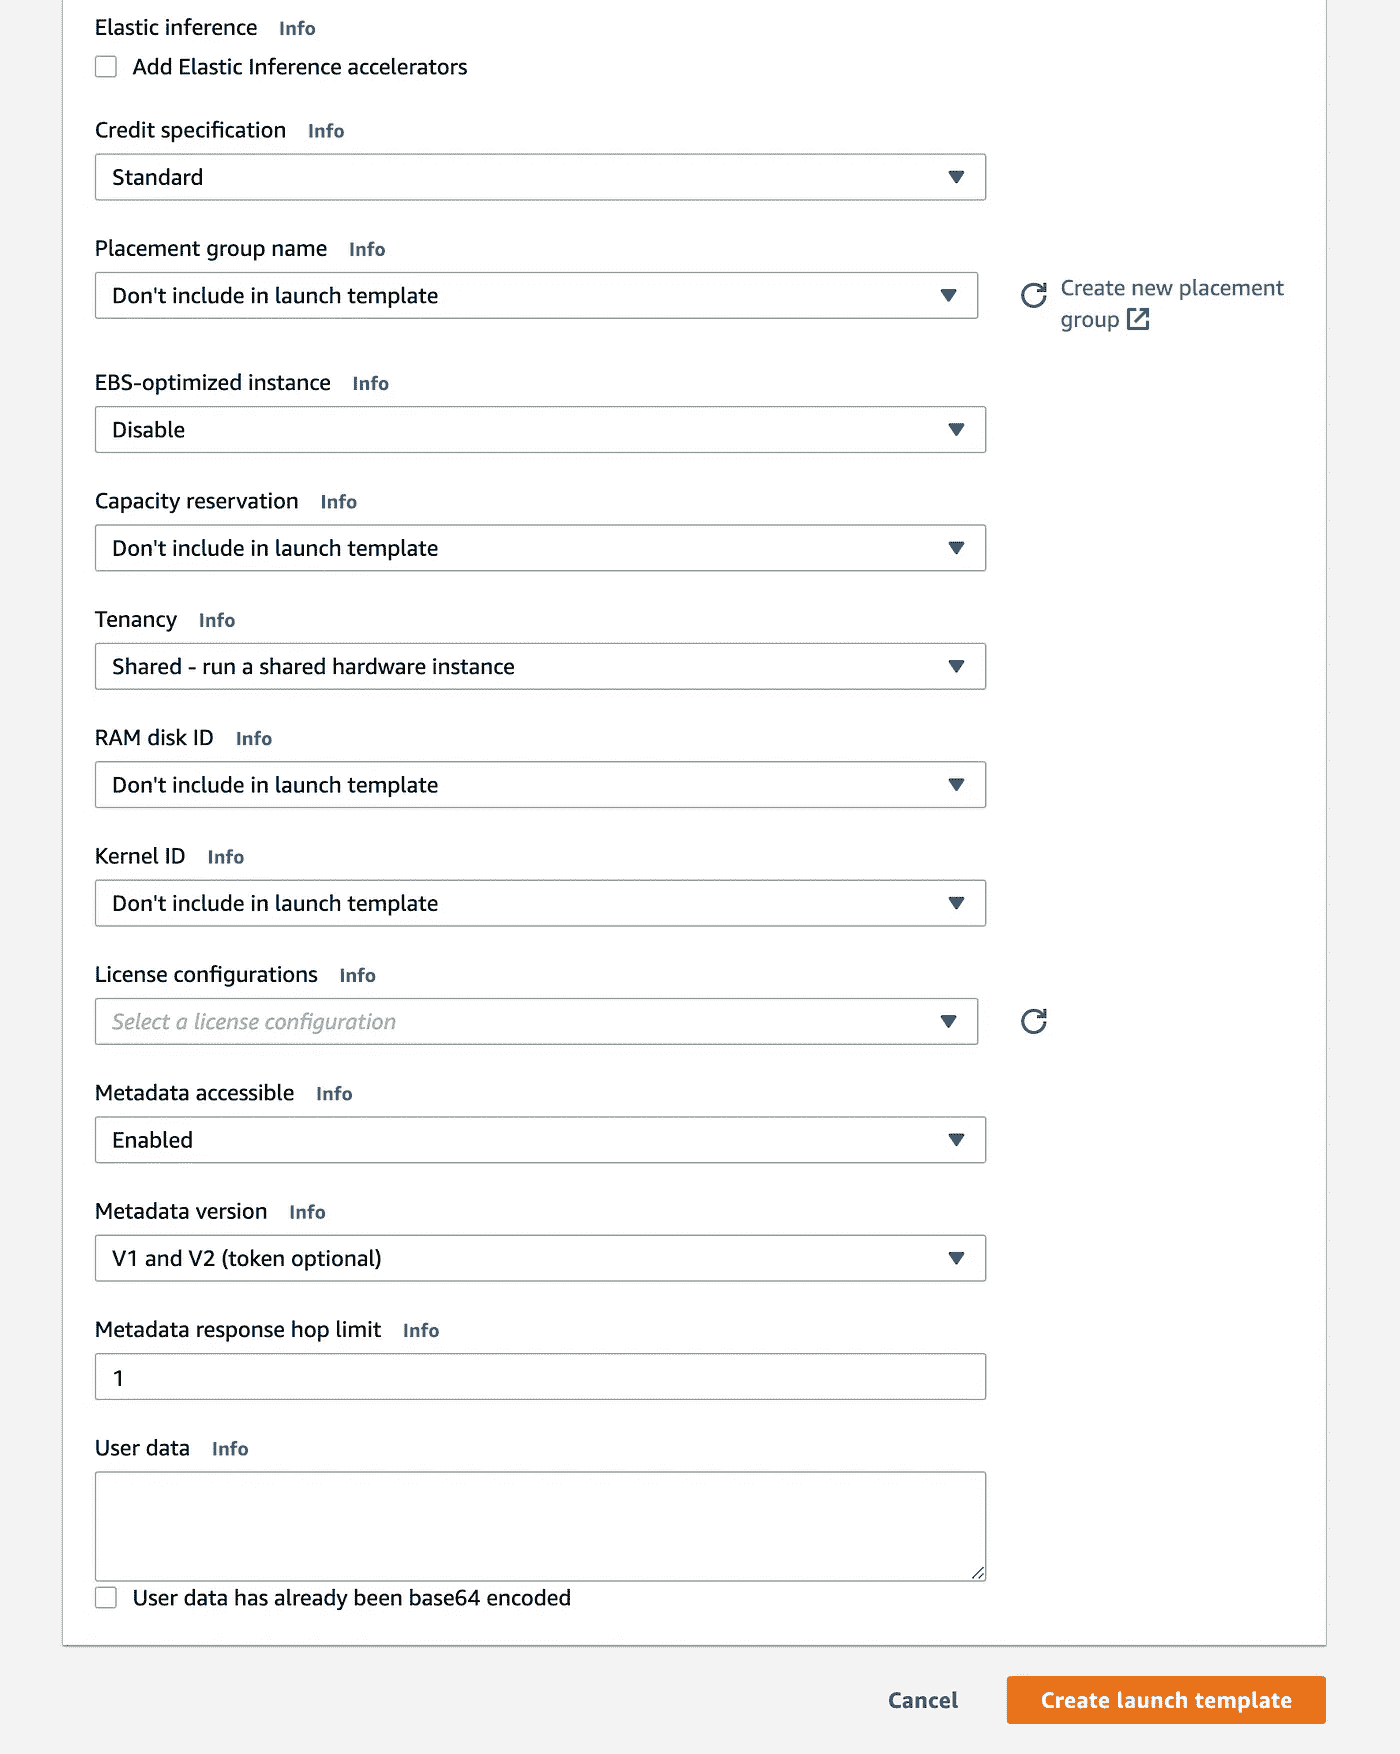 Elastic inference Info
Add Elastic Inference accelerators
Credit specification Info
Standard
Placement group name Info
Don't include in launch template
Create new placement
group
EBS-optimized instance Info
Disable
Capacity reservation Info
Don't include in launch template
Tenancy Info
Shared - run a shared hardware instance
RAM disk ID Info
Don't include in launch template
Kernel ID Info
Don't include in launch template
License configurations Info
Select a license configuration
Metadata accessible Info
Enabled
Metadata version Info
V1 and V2 (token optional)
Metadata response hop limit Info
1
User data Info
User data has already been base64 encoded
Cancel Create launch template